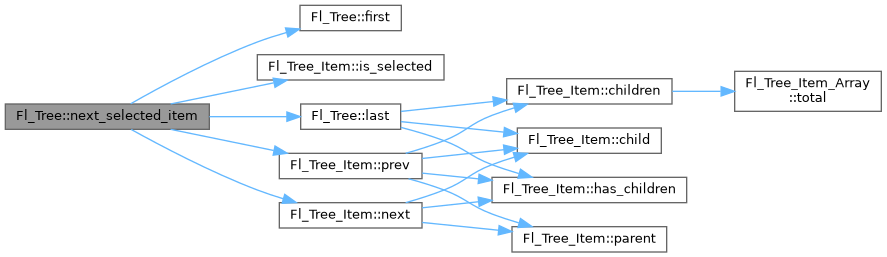 Fl_Tree::next_selected_item
Fl_Tree::first
Fl_Tree_Item::is_selected
Fl_Tree::last
Fl_Tree_Item::prev
Fl_Tree_Item::next
Fl_Tree_Item::children
Fl_Tree_Item::child
Fl_Tree_Item::has_children
Fl_Tree_Item::parent
Fl_Tree_Item_Array
::total